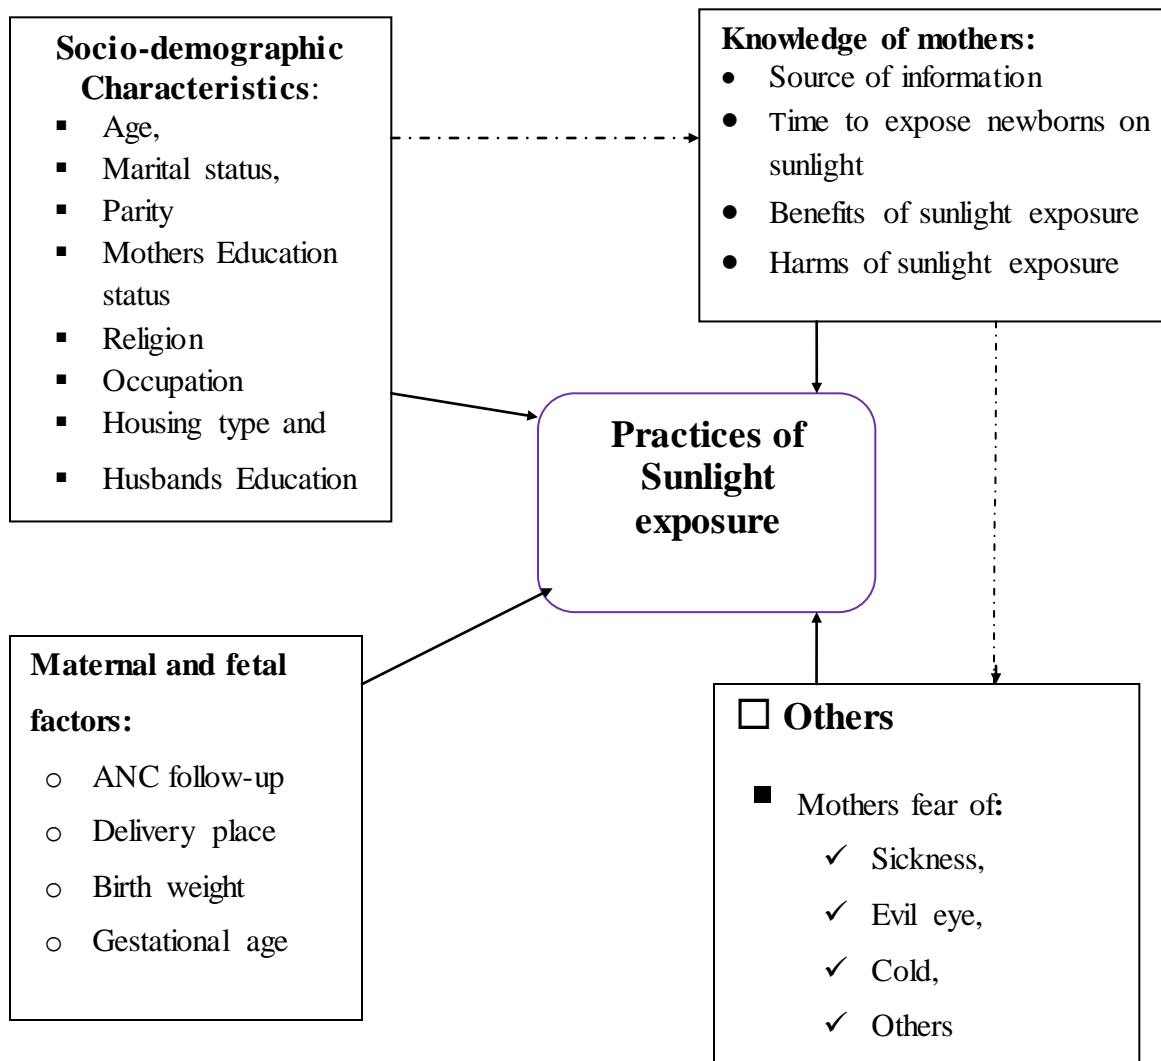 Socio-demographic
Characteristics:
▪ Age,
▪ Marital status,
▪ Parity
▪ Mothers Education
status
▪ Religion
▪ Occupation
▪ Housing type and
▪ Husbands Education
Knowledge of mothers:
● Source of information
● Time to expose newborns on
sunlight
● Benefits of sunlight exposure
● Harms of sunlight exposure
Practices of
Sunlight
exposure
Maternal and fetal
factors:
o ANC follow-up
o Delivery place
o Birth weight
o Gestational age
□ Others
■ Mothers fear of:
✓ Sickness,
✓ Evil eye,
✓ Cold,
✓ Others